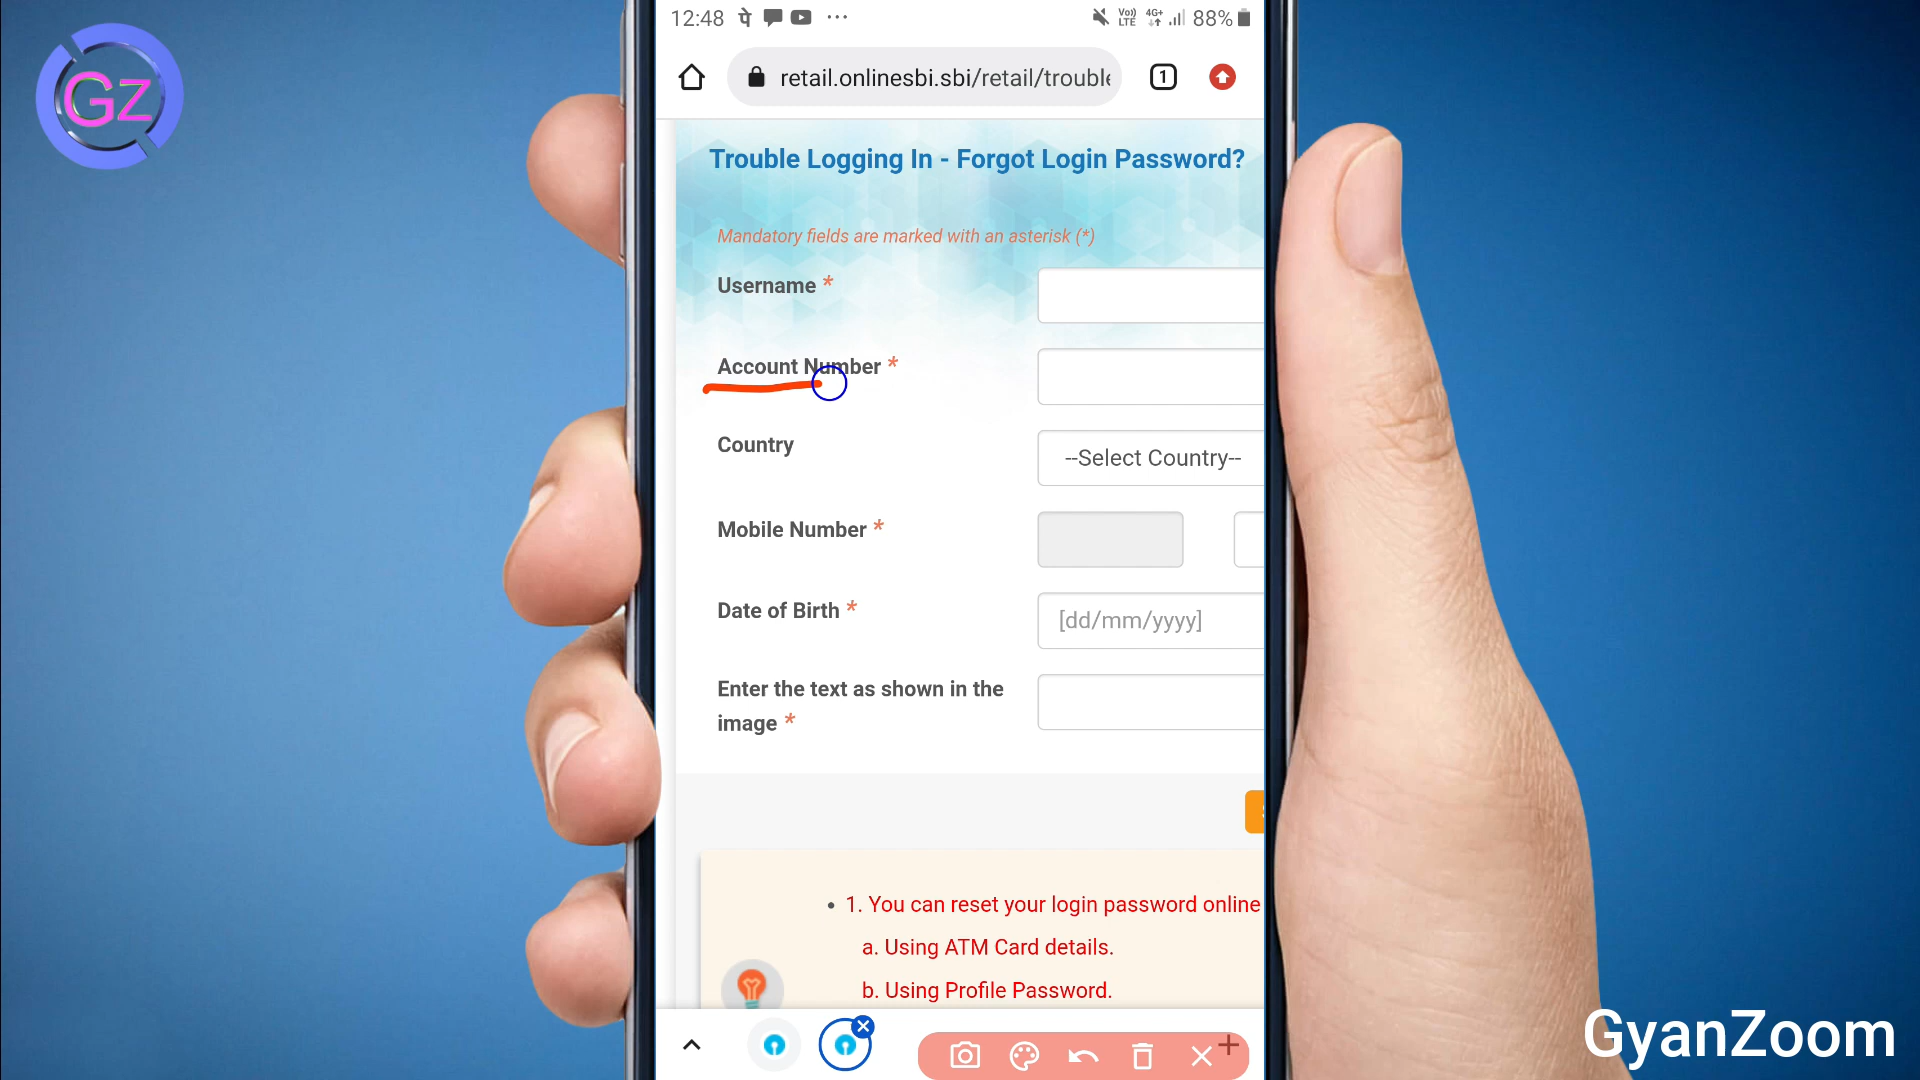 GZ
12:48 पे ... Vo)) LTE 4G+ 88%
retail.onlinesbi.sbi/retail/trouble 1
Trouble Logging In - Forgot Login Password?
Mandatory fields are marked with an asterisk (*)
Username *
Account Number *
Country --Select Country--
Mobile Number *
Date of Birth * [dd/mm/yyyy]
Enter the text as shown in the
image *
• 1. You can reset your login password online
a. Using ATM Card details.
b. Using Profile Password.
GyanZoom